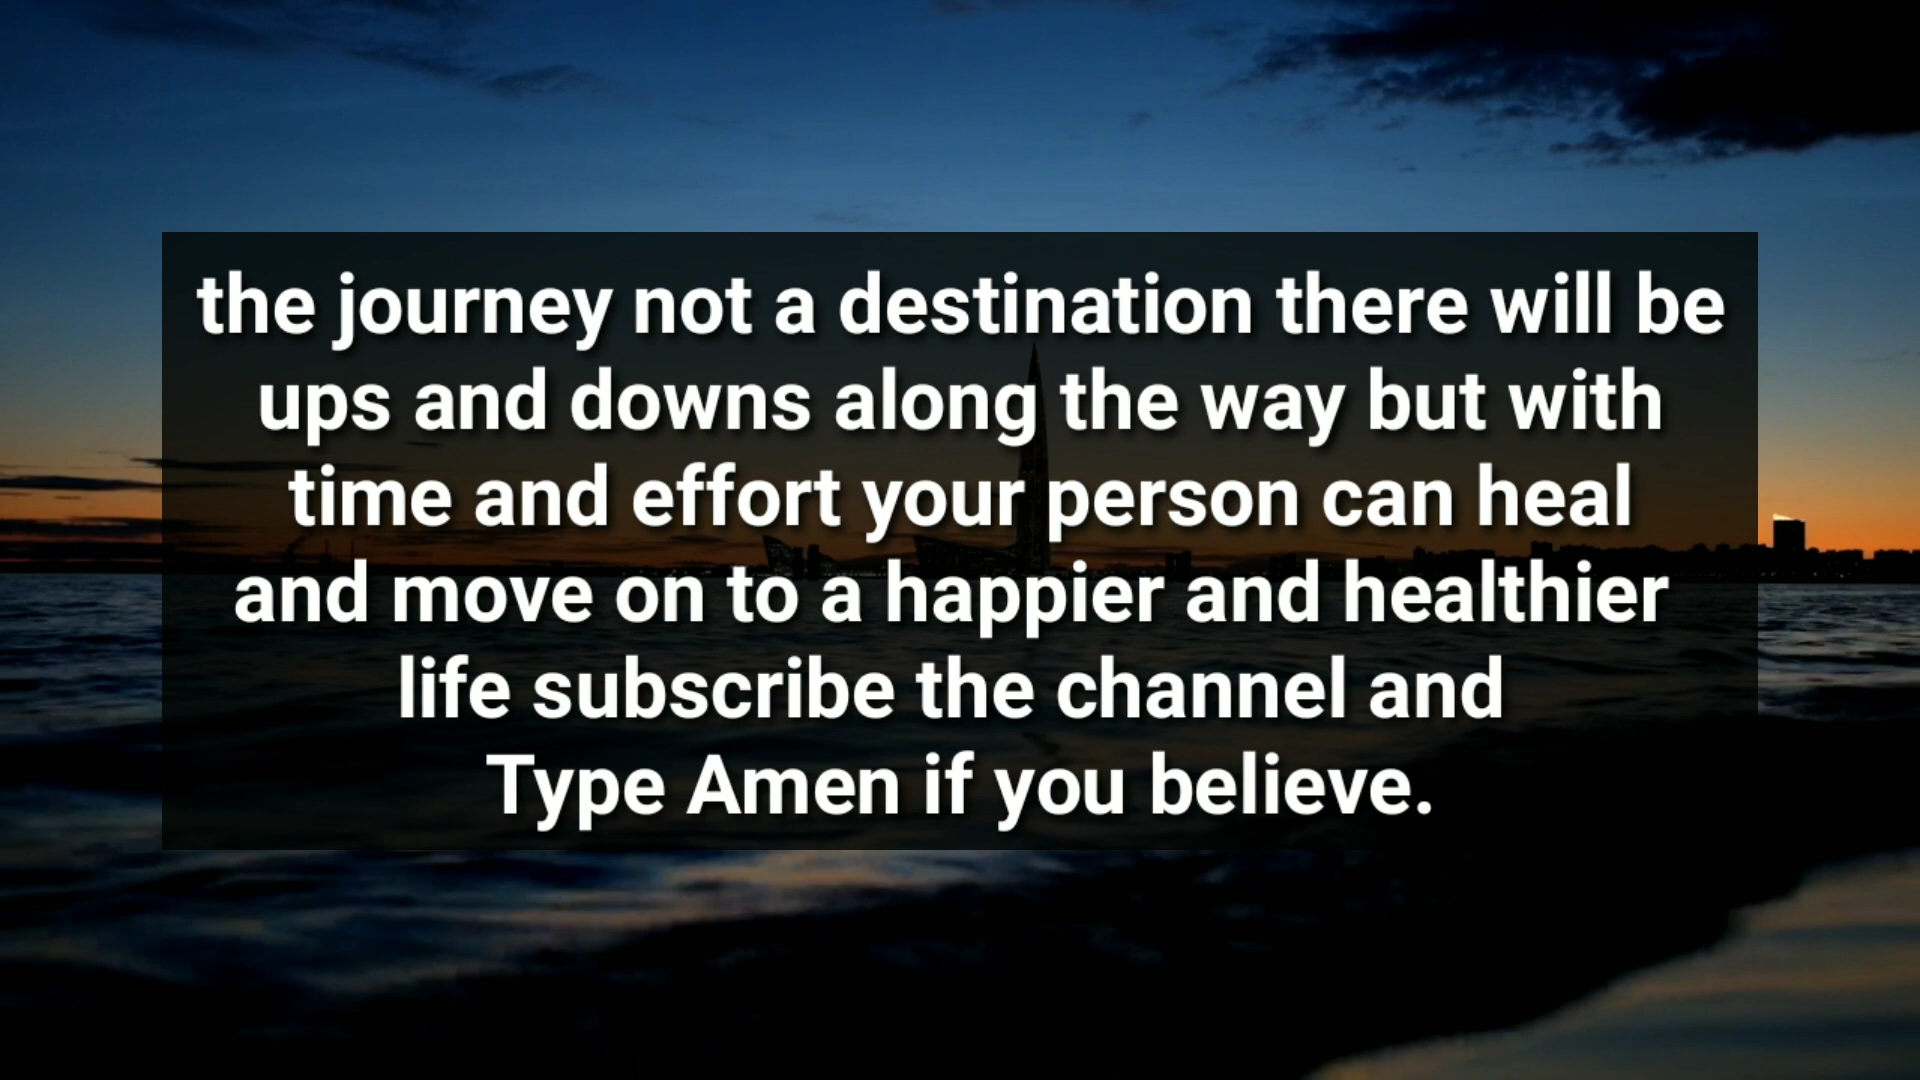 the journey not a destination there will be
ups and downs along the way but with
time and effort your person can heal
and move on to a happier and healthier
life subscribe the channel and
Type Amen if you believe.